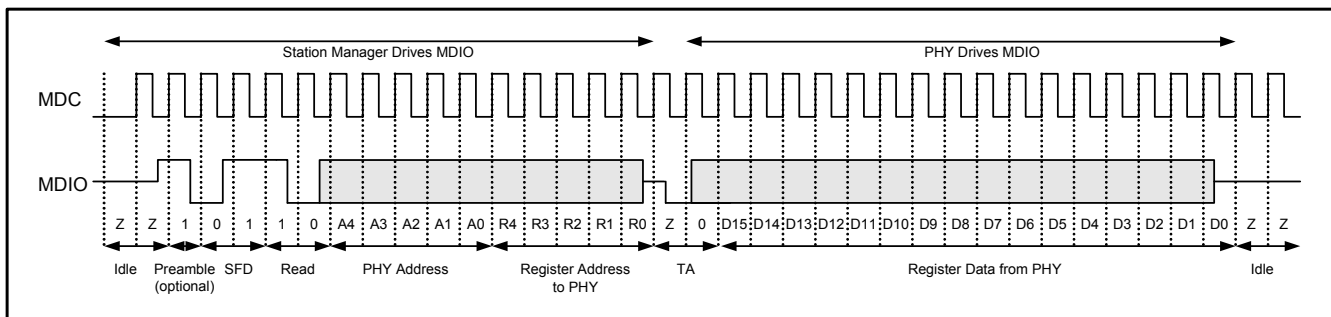 Station Manager Drives MDIO PHY Drives MDIO
MDC
MDIO
Z Z 1 0 1 1 0 A4 A3 A2 A1 A0 R4 R3 R2 R1 R0 Z 0 D15 D14 D13 D12 D11 D10 D9 D8 D7 D6 D5 D4 D3 D2 D1 D0 Z Z
Idle Preamble SFD Read PHY Address Register Address TA Register Data from PHY Idle
(optional) to PHY